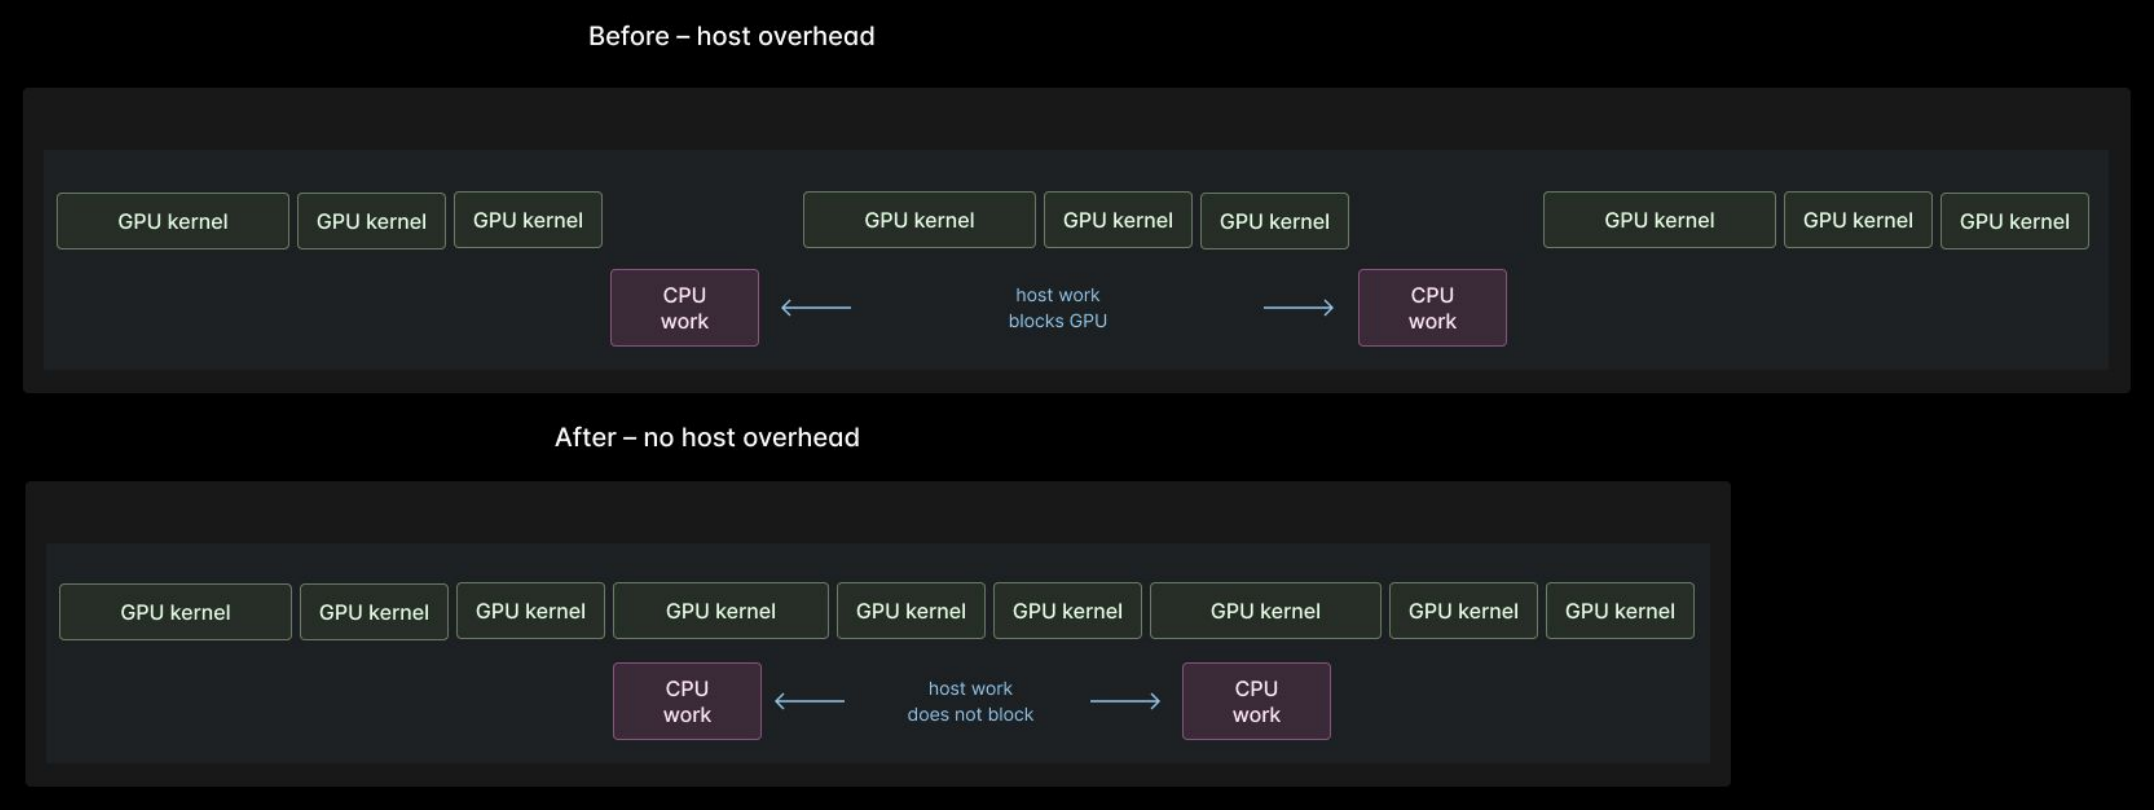 Before – host overhead
GPU kernel GPU kernel GPU kernel GPU kernel GPU kernel GPU kernel GPU kernel GPU kernel GPU kernel
CPU
work
host work
blocks GPU
CPU
work
After – no host overhead
GPU kernel GPU kernel GPU kernel GPU kernel GPU kernel GPU kernel GPU kernel GPU kernel GPU kernel
CPU
work
host work
does not block
CPU
work